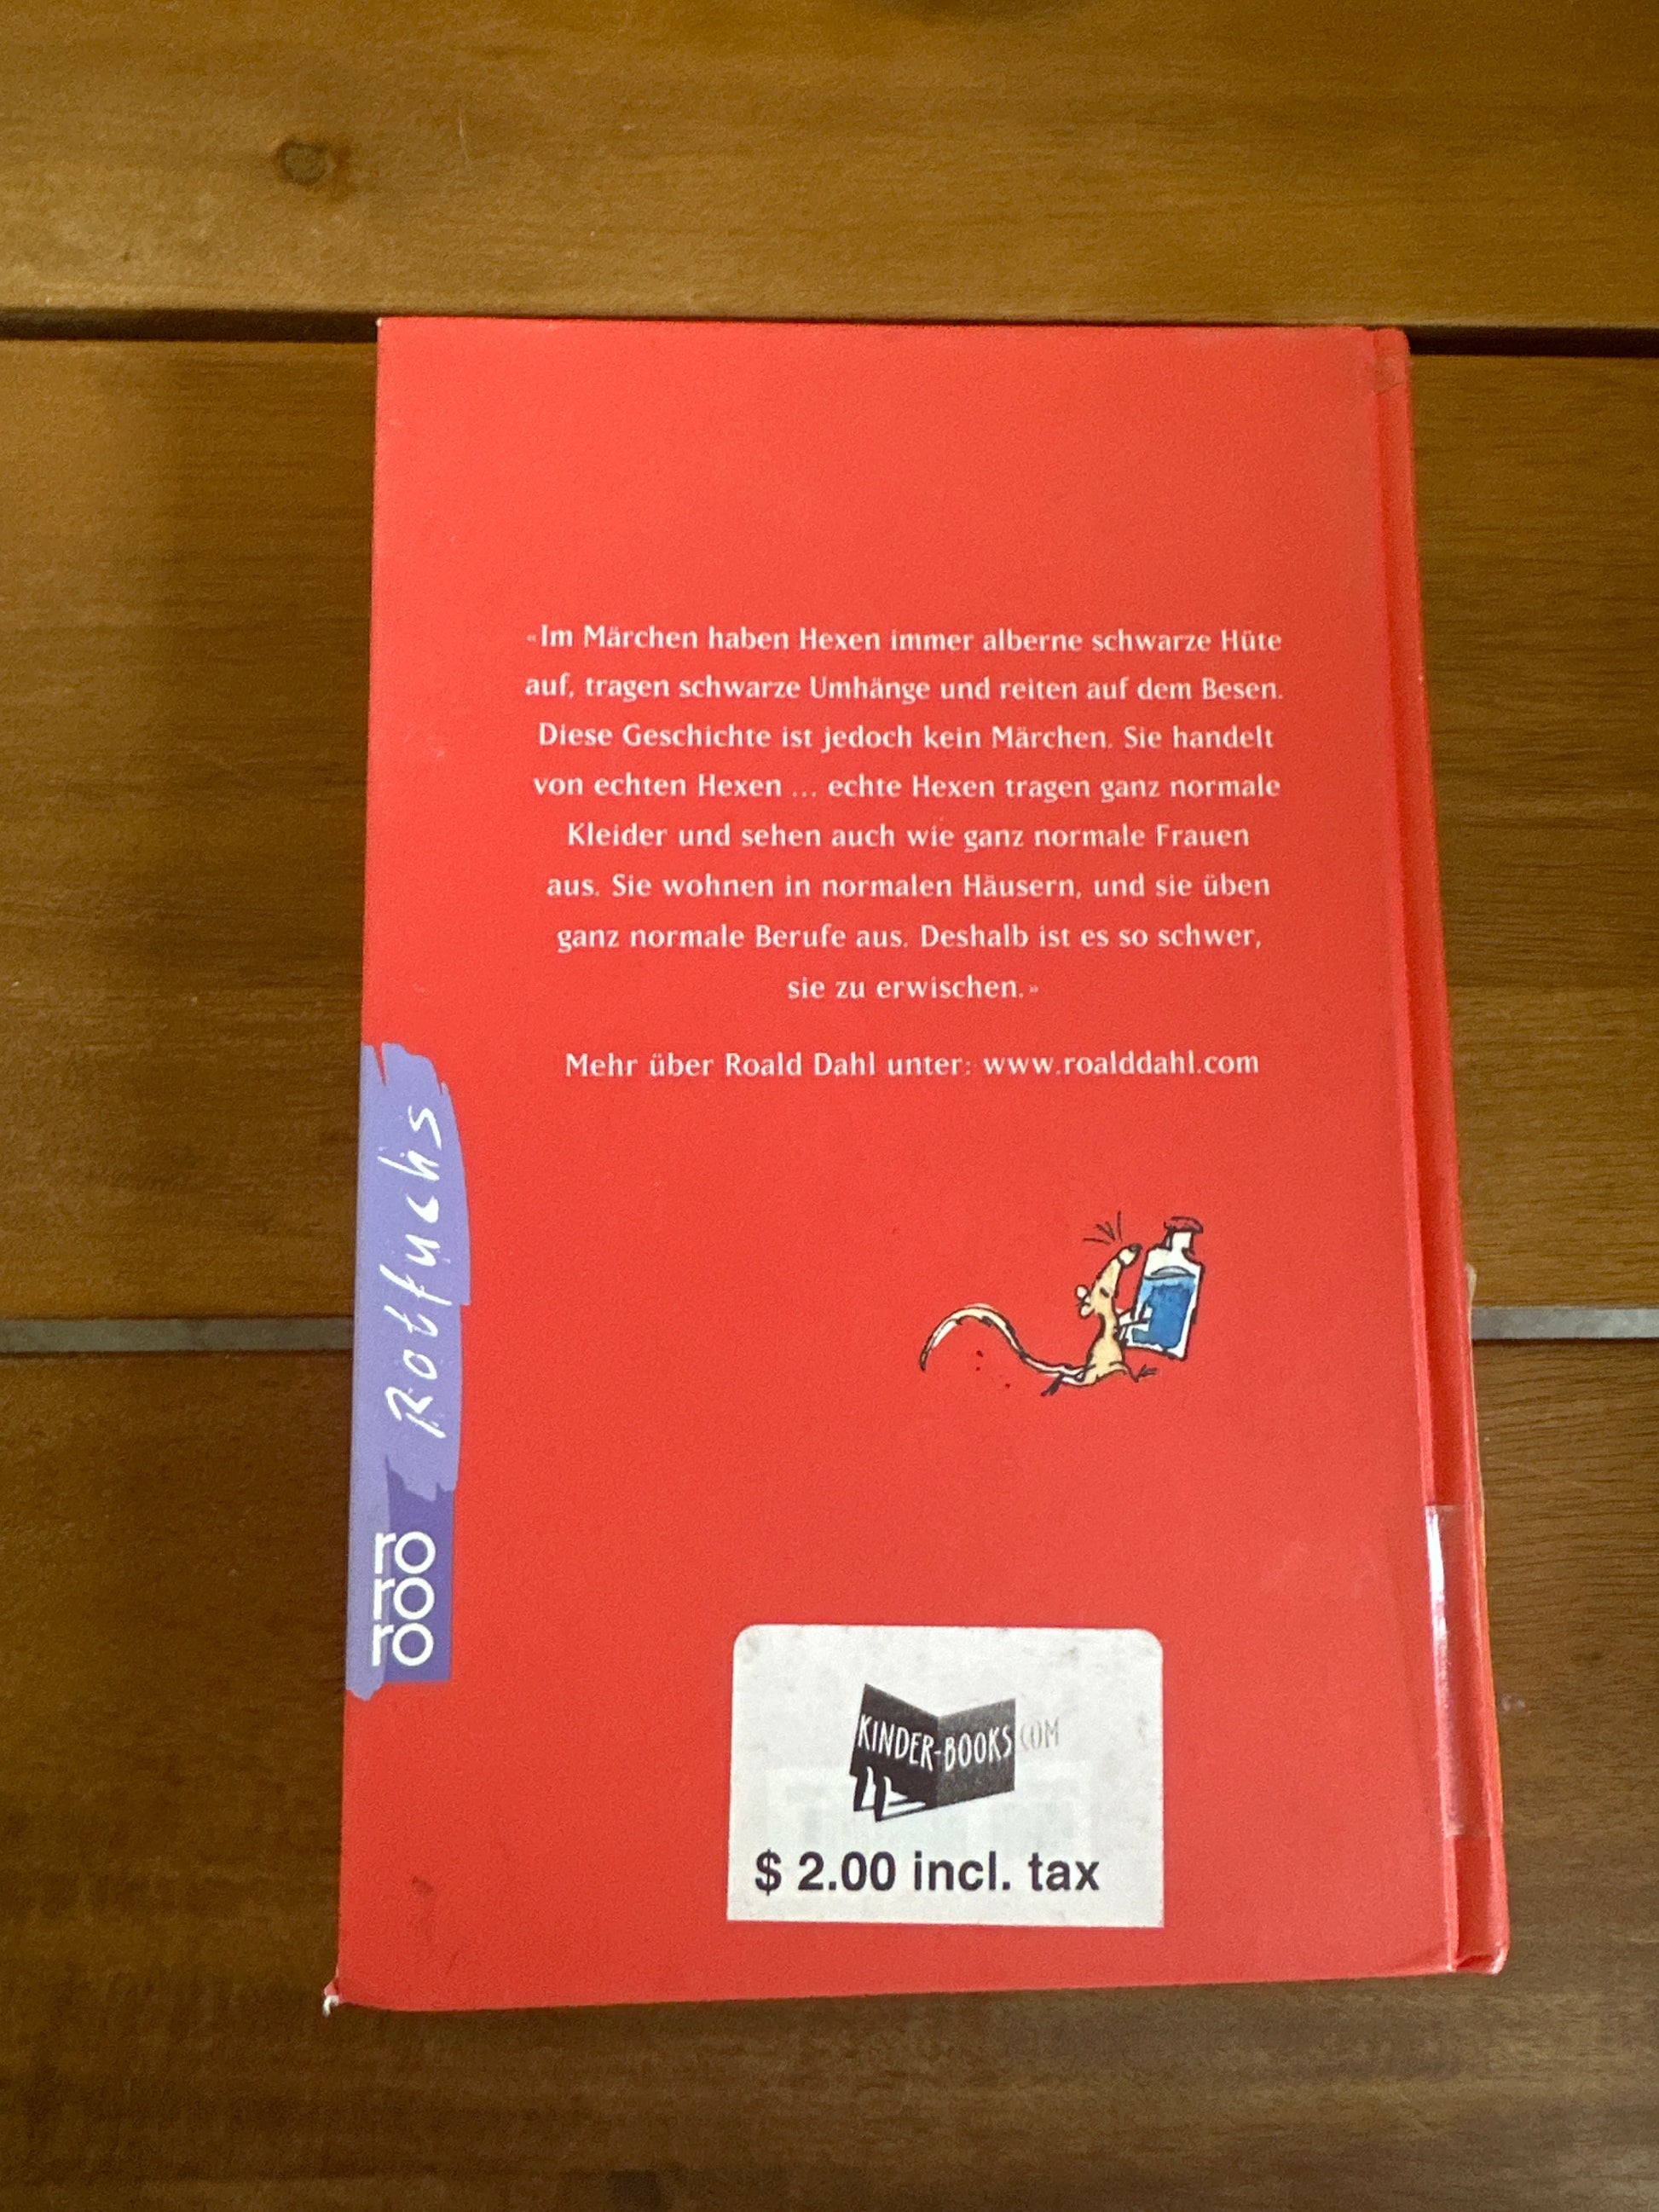 «Im Märchen haben Hexen immer alberne schwarze Hüte
auf, tragen schwarze Umhänge und reiten auf dem Besen.
Diese Geschichte ist jedoch kein Märchen. Sie handelt
von echten Hexen ... echte Hexen tragen ganz normale
Kleider und sehen auch wie ganz normale Frauen
aus. Sie wohnen in normalen Häusern, und sie üben
ganz normale Berufe aus. Deshalb ist es so schwer,
sie zu erwischen.»
Mehr über Roald Dahl unter: www.roalddahl.com
Rotfuchs
ro
ro
ro
KINDER-BOOKS.COM
$ 2.00 incl. tax